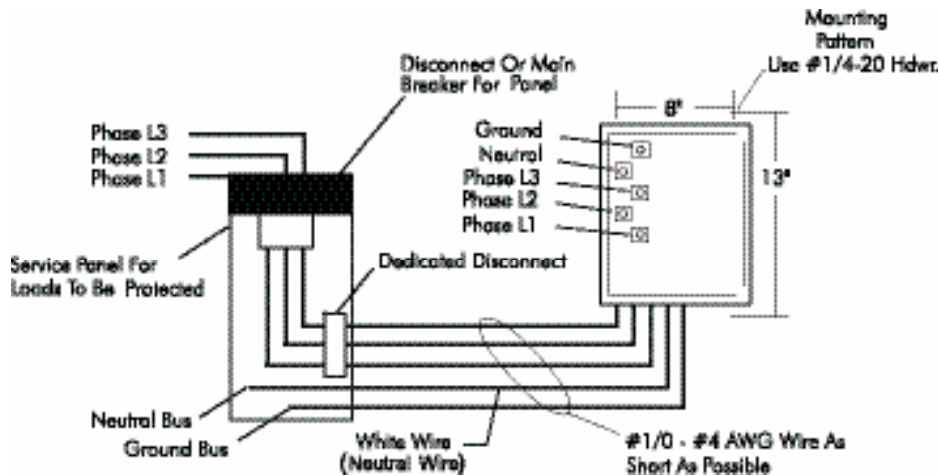 Mounting
Pattern
Use #1/4-20 Hdwr.
Disconnect Or Main
Breaker For Panel
8"
Ground
Neutral
Phase L3
Phase L2
Phase L1
13"
Phase L3
Phase L2
Phase L1
Service Panel For
Loads To Be Protected
Dedicated Disconnect
Neutral Bus
Ground Bus
White Wire
(Neutral Wire)
#1/0 - #4 AWG Wire As
Short As Possible